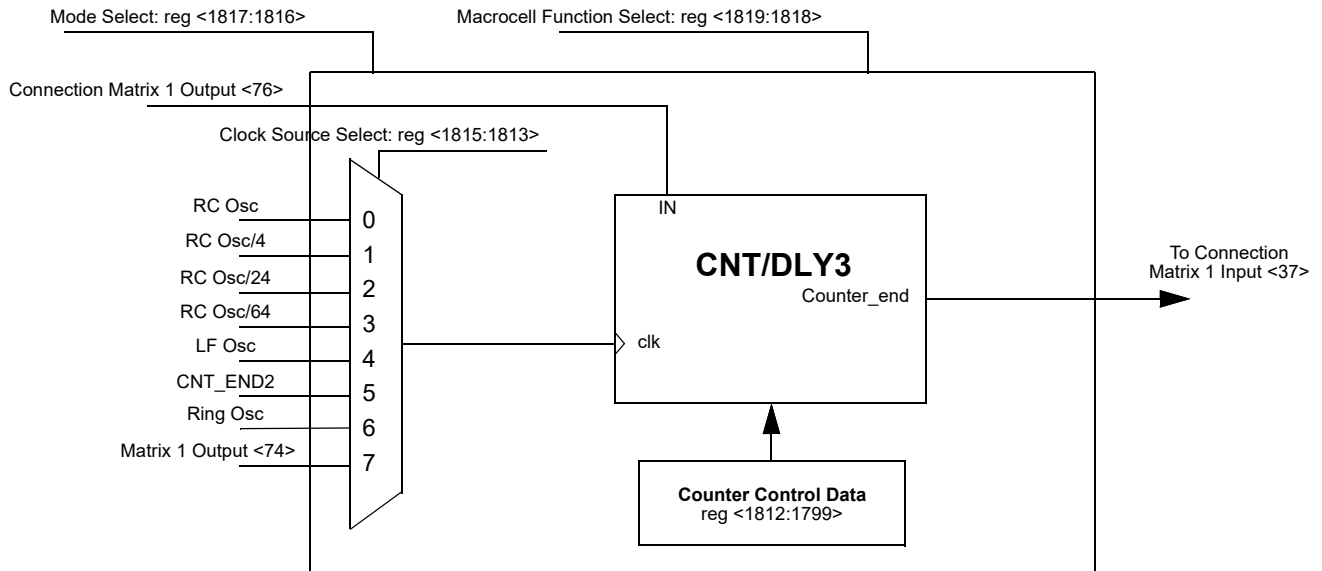 Mode Select: reg <1817:1816>
Macrocell Function Select: reg <1819:1818>
Connection Matrix 1 Output <76>
Clock Source Select: reg <1815:1813>
RC Osc
0
RC Osc/4
1
RC Osc/24
2
RC Osc/64
3
LF Osc
4
CNT_END2
5
Ring Osc
6
Matrix 1 Output <74>
7
IN
CNT/DLY3
Counter_end
clk
To Connection
Matrix 1 Input <37>
Counter Control Data
reg <1812:1799>